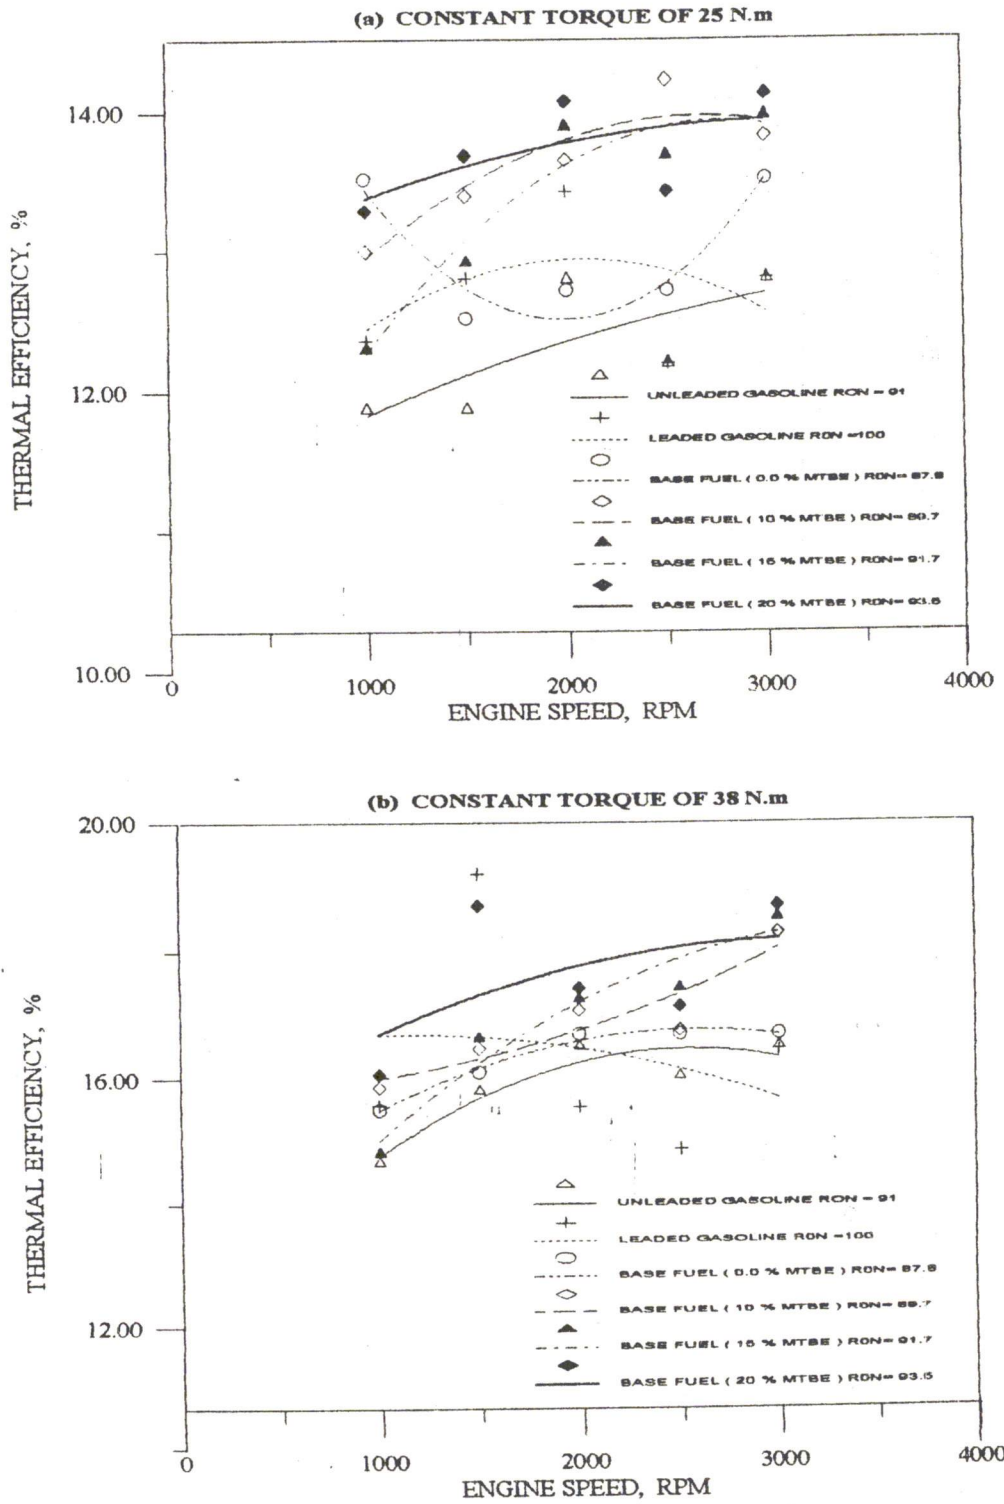 (a) CONSTANT TORQUE OF 25 N.m
14.00
12.00
10.00
THERMAL EFFICIENCY, %
UNLEADED GASOLINE RON = 91
LEADED GASOLINE RON =100
BASE FUEL ( 0.0 % MTBE ) RON= 87.8
BASE FUEL ( 10 % MTBE ) RON= 89.7
BASE FUEL ( 15 % MTBE ) RON= 91.7
BASE FUEL ( 20 % MTBE ) RON= 93.5
0 1000 2000 3000 4000
ENGINE SPEED, RPM
(b) CONSTANT TORQUE OF 38 N.m
20.00
16.00
12.00
THERMAL EFFICIENCY, %
UNLEADED GASOLINE RON = 91
LEADED GASOLINE RON =100
BASE FUEL ( 0.0 % MTBE ) RON= 87.8
BASE FUEL ( 10 % MTBE ) RON= 89.7
BASE FUEL ( 15 % MTBE ) RON= 91.7
BASE FUEL ( 20 % MTBE ) RON= 93.5
0 1000 2000 3000 4000
ENGINE SPEED, RPM